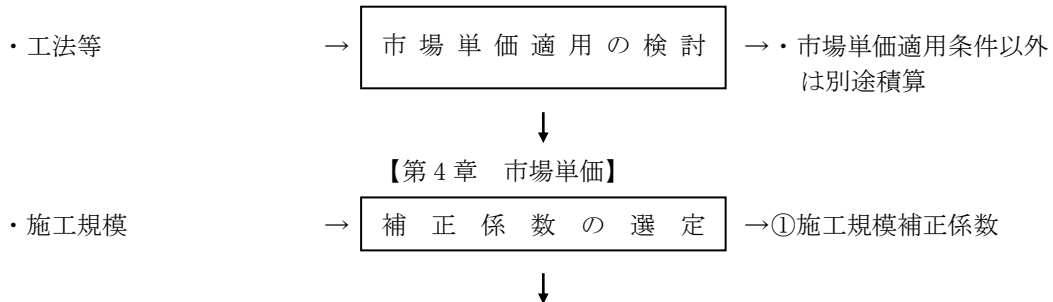 ・工法等 → 市場単価適用の検討 →・市場単価適用条件以外
は別途積算
↓
【第4章 市場単価】
・施工規模 → 補正係数の選定 →①施工規模補正係数
↓